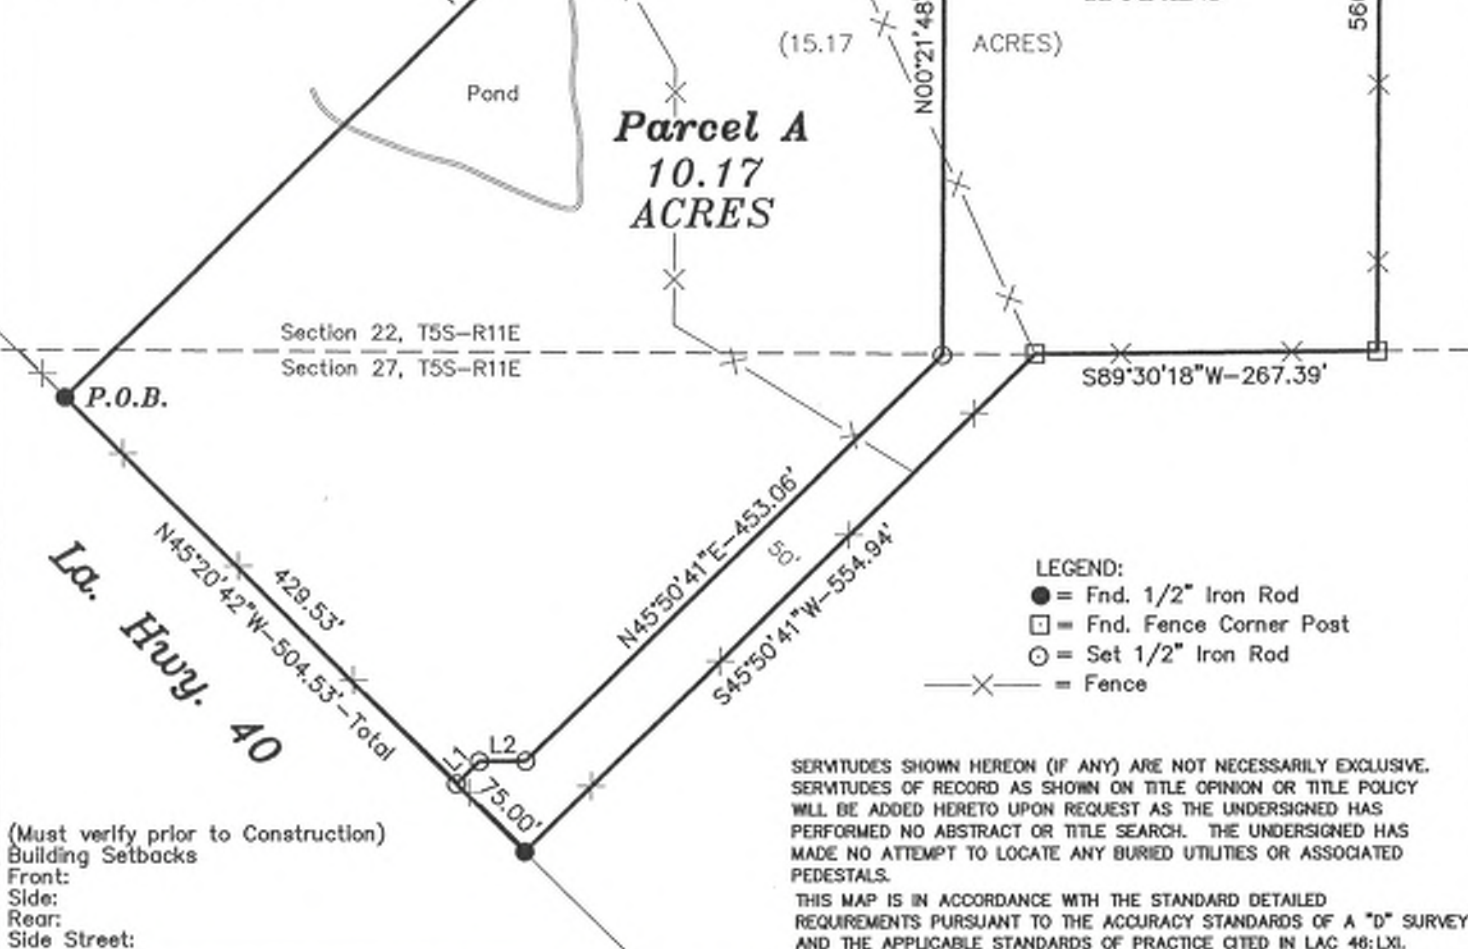 N00°21'48"
560
(15.17 ACRES)
Pond
Parcel A
10.17
ACRES
Section 22, T5S-R11E
Section 27, T5S-R11E
P.O.B.
S89°30'18"W-267.39'
N45°50'41"E-453.06'
50'
S45°50'41"W-554.94'
429.53'
N45°20'42"W-504.53'-Total
La. Hwy. 40
L1
L2
75.00'
LEGEND:
= Fnd. 1/2" Iron Rod
= Fnd. Fence Corner Post
= Set 1/2" Iron Rod
= Fence
(Must verify prior to Construction)
Building Setbacks
Front:
Side:
Rear:
Side Street:
SERVITUDES SHOWN HEREON (IF ANY) ARE NOT NECESSARILY EXCLUSIVE.
SERVITUDES OF RECORD AS SHOWN ON TITLE OPINION OR TITLE POLICY
WILL BE ADDED HERETO UPON REQUEST AS THE UNDERSIGNED HAS
PERFORMED NO ABSTRACT OR TITLE SEARCH. THE UNDERSIGNED HAS
MADE NO ATTEMPT TO LOCATE ANY BURIED UTILITIES OR ASSOCIATED
PEDESTALS.
THIS MAP IS IN ACCORDANCE WITH THE STANDARD DETAILED
REQUIREMENTS PURSUANT TO THE ACCURACY STANDARDS OF A "D" SURVEY
AND THE APPLICABLE STANDARDS OF PRACTICE CITED IN LAC 46:LXI.